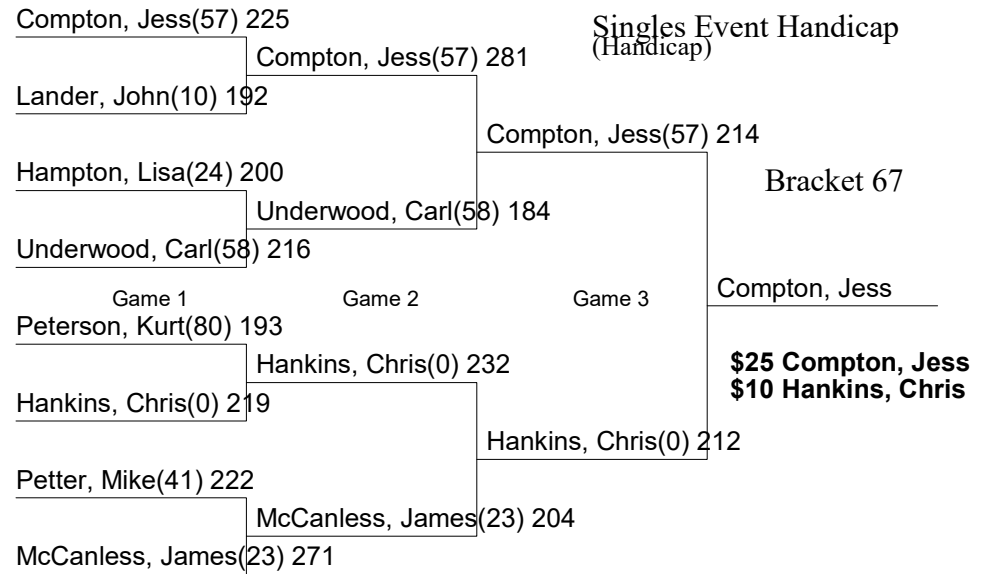 Compton, Jess(57) 225
Singles Event Handicap
(Handicap)
Compton, Jess(57) 281
Lander, John(10) 192
Compton, Jess(57) 214
Hampton, Lisa(24) 200
Bracket 67
Underwood, Carl(58) 184
Underwood, Carl(58) 216
Game 1 Game 2 Game 3
Compton, Jess
Peterson, Kurt(80) 193
Hankins, Chris(0) 232
$25 Compton, Jess
$10 Hankins, Chris
Hankins, Chris(0) 219
Hankins, Chris(0) 212
Petter, Mike(41) 222
McCanless, James(23) 204
McCanless, James(23) 271